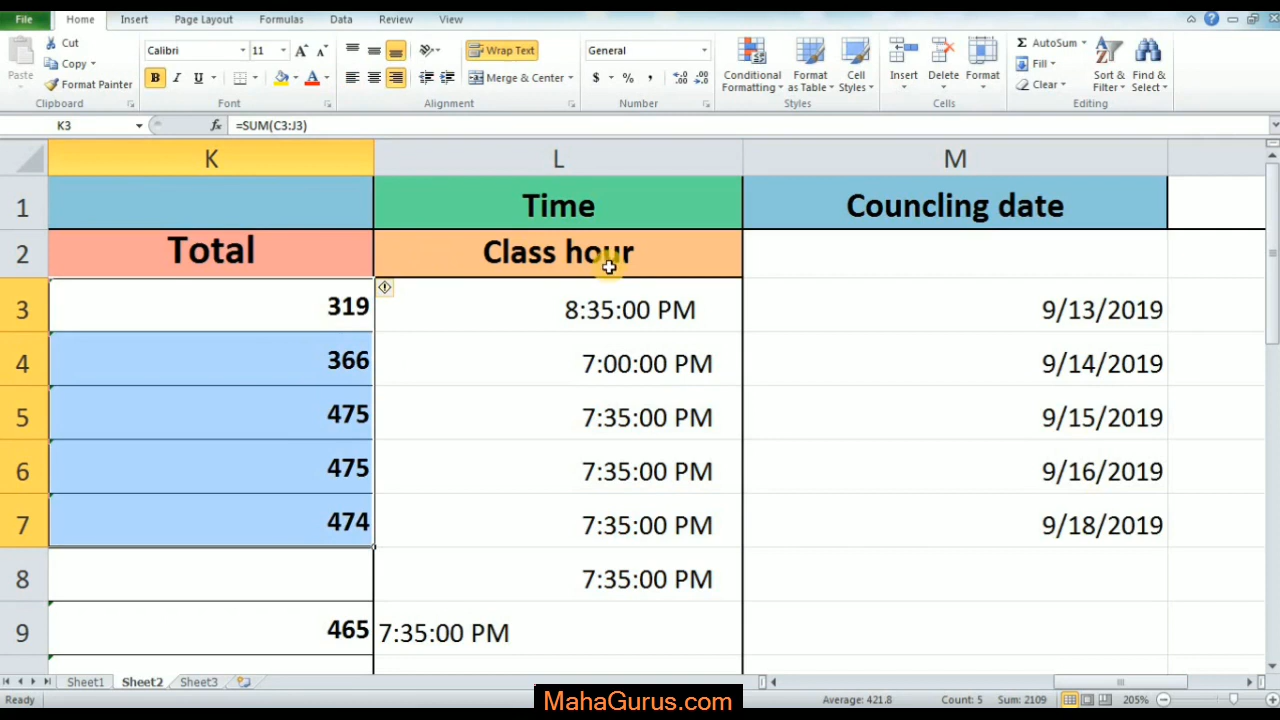 File Home Insert Page Layout Formulas Data Review View
Paste Cut Copy Format Painter Clipboard
Calibri 11 A A B I U A Font
Wrap Text Merge & Center Alignment
General $ % , .0 .00 .00 .0 Number
Conditional Formatting Format as Table Cell Styles Styles
Insert Delete Format Cells
Σ AutoSum Fill Clear Sort & Filter Find & Select Editing
K3 fx =SUM(C3:J3)
K L M
1 Time Councling date
2 Total Class hour
3 319 8:35:00 PM 9/13/2019
4 366 7:00:00 PM 9/14/2019
5 475 7:35:00 PM 9/15/2019
6 475 7:35:00 PM 9/16/2019
7 474 7:35:00 PM 9/18/2019
8 7:35:00 PM
9 465 7:35:00 PM
Sheet1 Sheet2 Sheet3
Ready MahaGurus.com Average: 421.8 Count: 5 Sum: 2109 205%